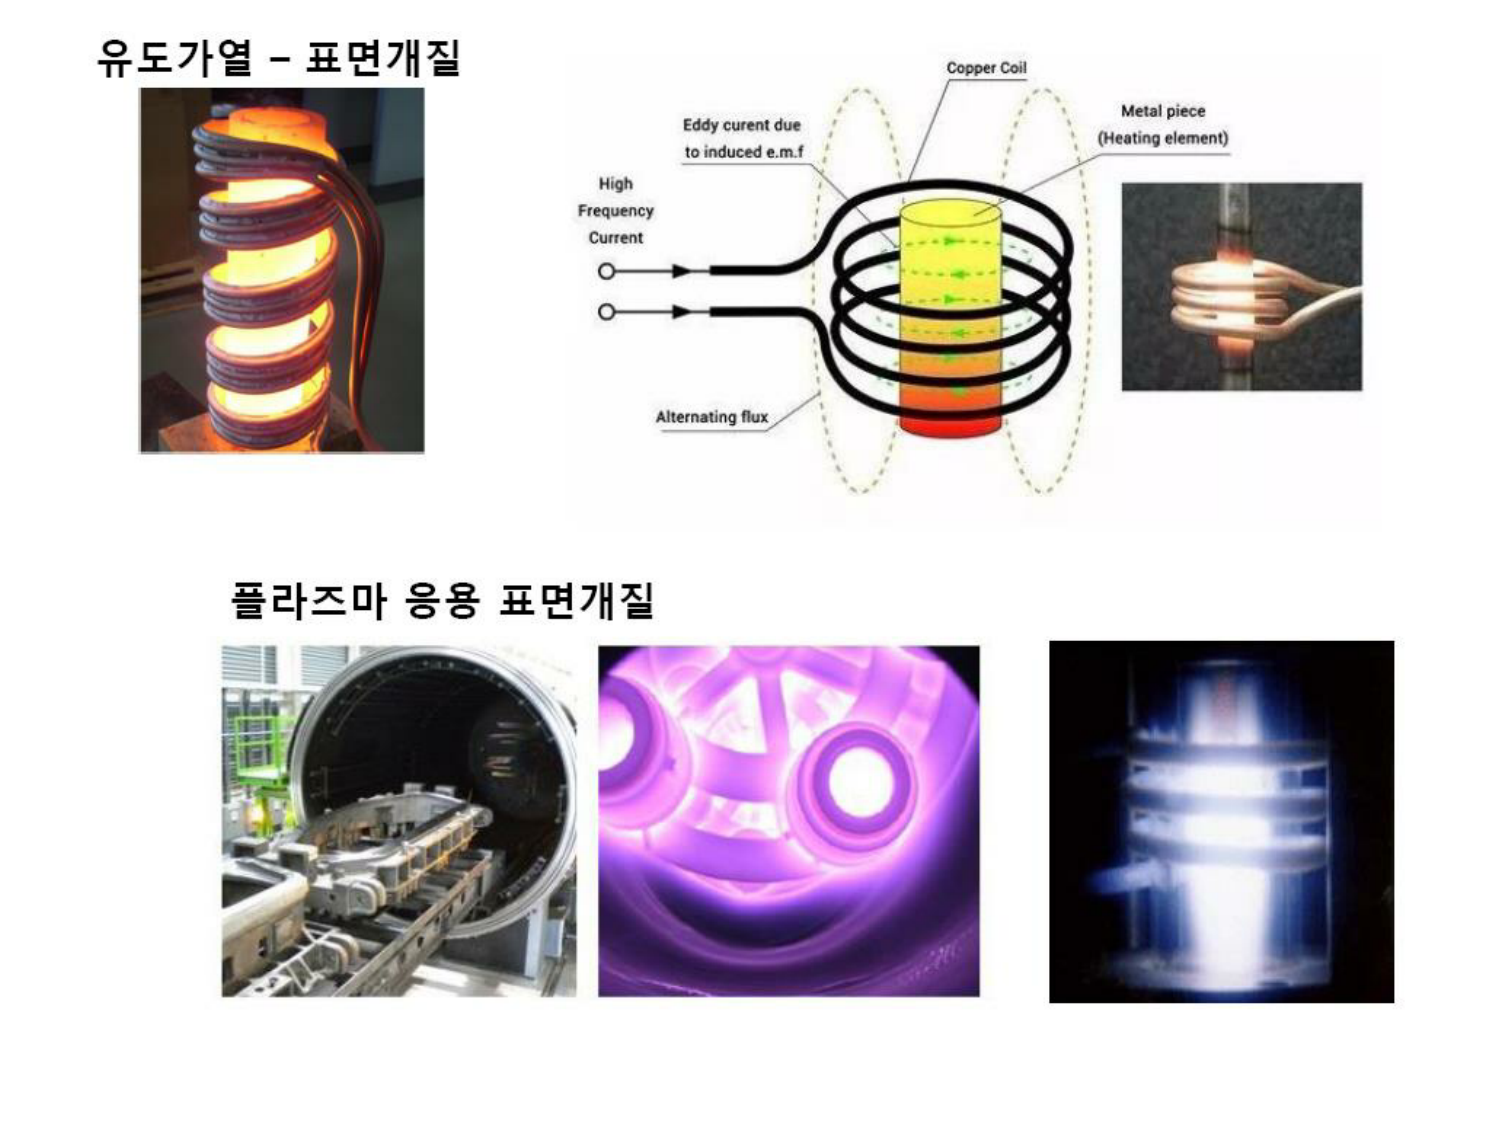 유도가열 – 표면개질
Copper Coil
Metal piece
(Heating element)
Eddy curent due
to induced e.m.f
High
Frequency
Current
Alternating flux
플라즈마 응용 표면개질